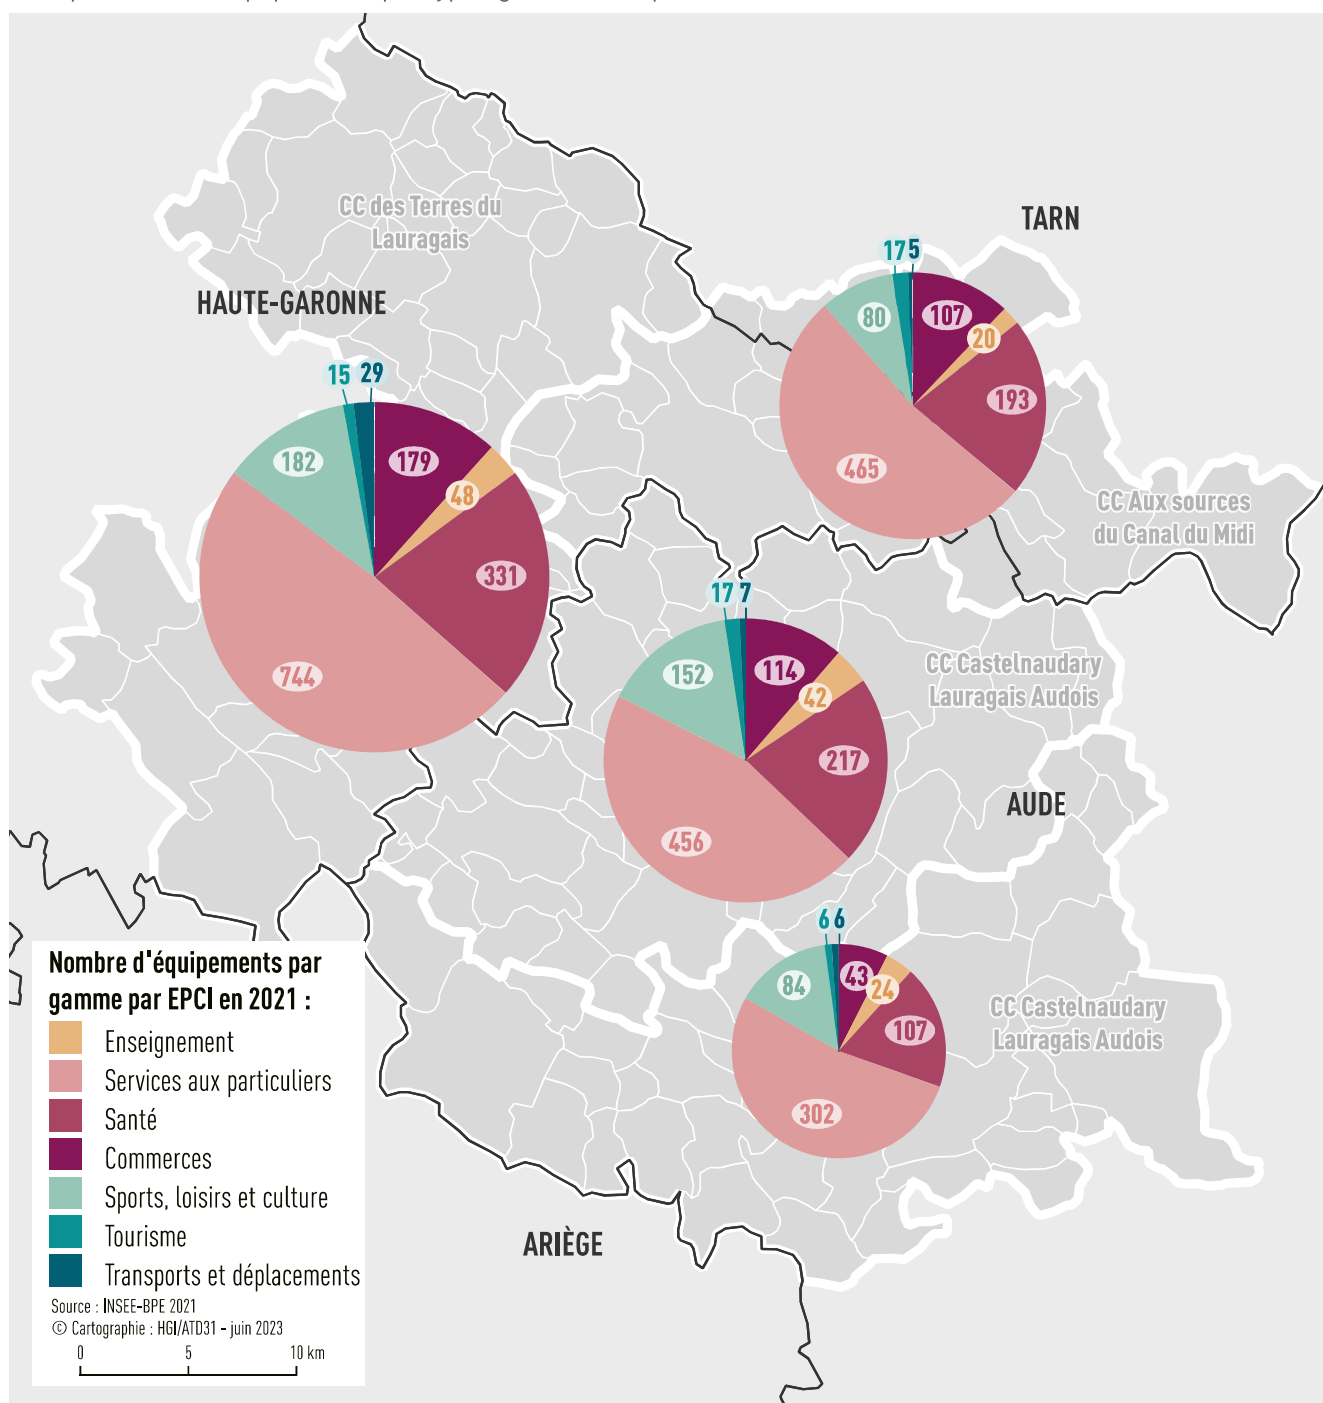 TARN
CC des Terres du
Lauragais
HAUTE-GARONNE
17 5
107
80
20
193
465
15 29
182
179
48
331
744
CC Aux sources
du Canal du Midi
17 7
152
114
42
217
456
CC Castelnaudary
Lauragais Audois
AUDE
6 6
84
43
24
107
302
CC Castelnaudary
Lauragais Audois
ARIÈGE
Nombre d'équipements par
gamme par EPCI en 2021 :
Enseignement
Services aux particuliers
Santé
Commerces
Sports, loisirs et culture
Tourisme
Transports et déplacements
Source : INSEE-BPE 2021
© Cartographie : HGI/ATD31 - juin 2023
0 5 10 km